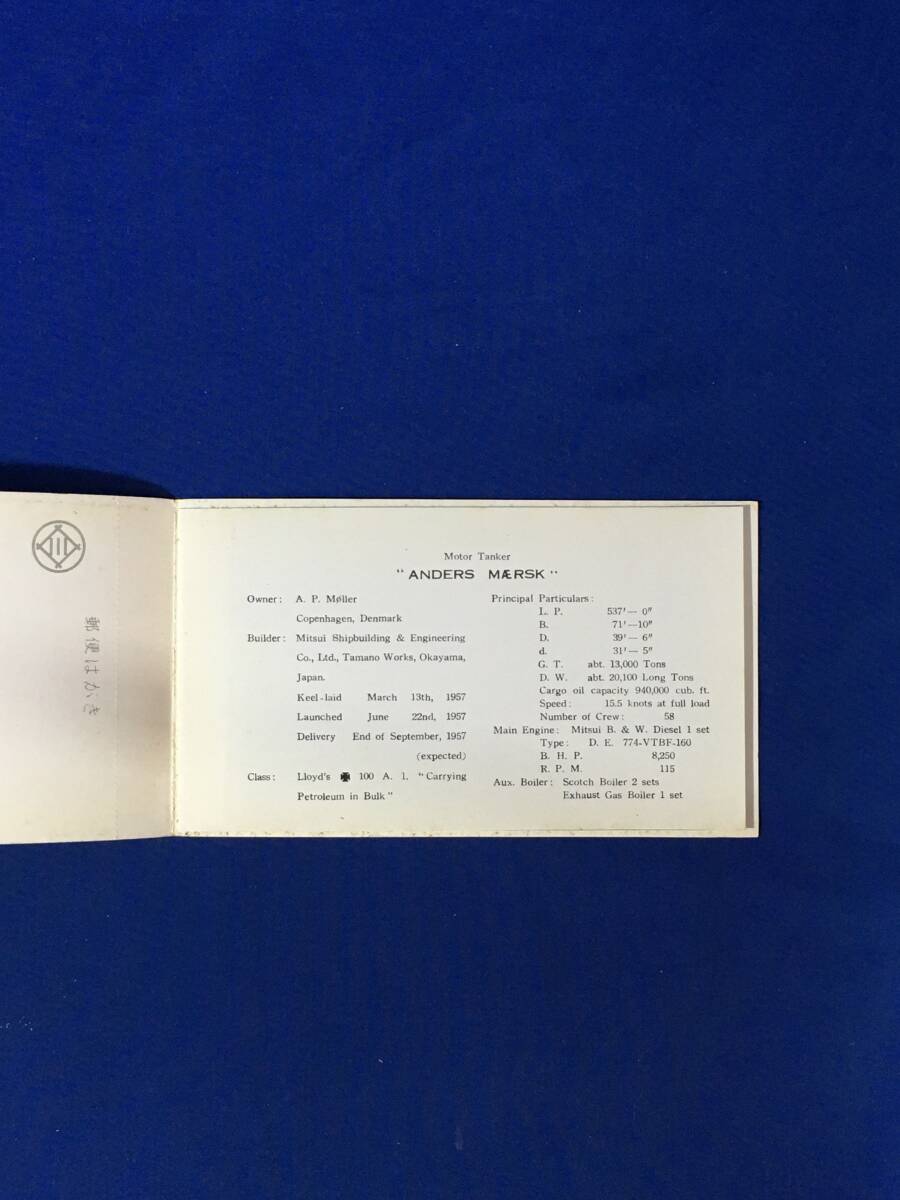 郵便はがき
Motor Tanker
"ANDERS MÆRSK"
Owner: A. P. Møller
Copenhagen, Denmark
Builder: Mitsui Shipbuilding & Engineering
Co., Ltd., Tamano Works, Okayama,
Japan.
Keel-laid March 13th, 1957
Launched June 22nd, 1957
Delivery End of September, 1957
(expected)
Class: Lloyd's ✠ 100 A. 1. "Carrying
Petroleum in Bulk"
Principal Particulars:
L. P. 537'— 0"
B. 71'—10"
D. 39'— 6"
d. 31'— 5"
G. T. abt. 13,000 Tons
D. W. abt. 20,100 Long Tons
Cargo oil capacity 940,000 cub. ft.
Speed: 15.5 knots at full load
Number of Crew: 58
Main Engine: Mitsui B. & W. Diesel 1 set
Type: D. E. 774-VTBF-160
B. H. P. 8,250
R. P. M. 115
Aux. Boiler: Scotch Boiler 2 sets
Exhaust Gas Boiler 1 set